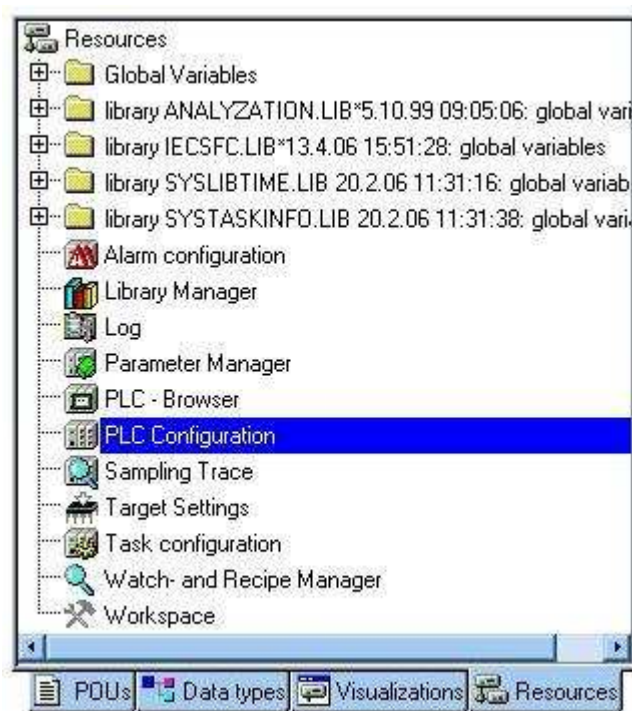 Resources
Global Variables
library ANALYZATION.LIB*5.10.99 09:05:06: global vari
library IECSFC.LIB*13.4.06 15:51:28: global variables
library SYSLIBTIME.LIB 20.2.06 11:31:16: global variab
library SYSTASKINFO.LIB 20.2.06 11:31:38: global vari
Alarm configuration
Library Manager
Log
Parameter Manager
PLC - Browser
PLC Configuration
Sampling Trace
Target Settings
Task configuration
Watch- and Recipe Manager
Workspace
POUs Data types Visualizations Resources